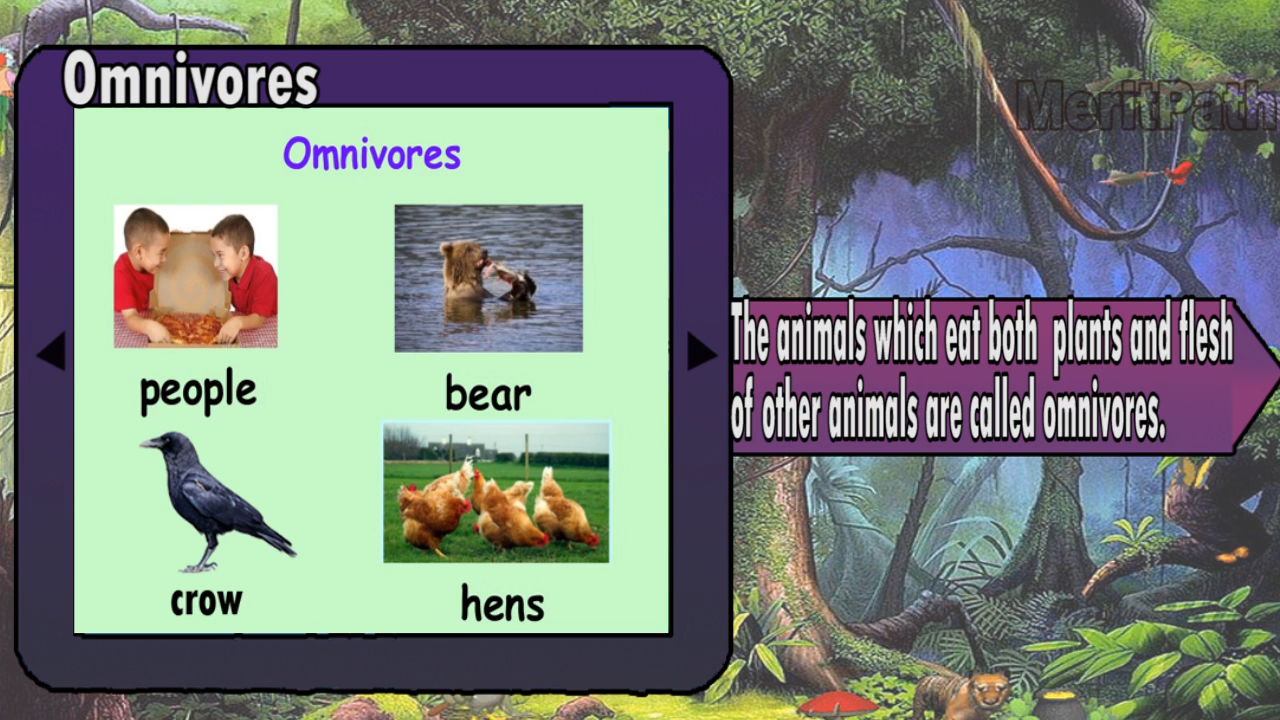 Omnivores
Omnivores
people
bear
crow
hens
The animals which eat both plants and flesh
of other animals are called omnivores.
MeritPath